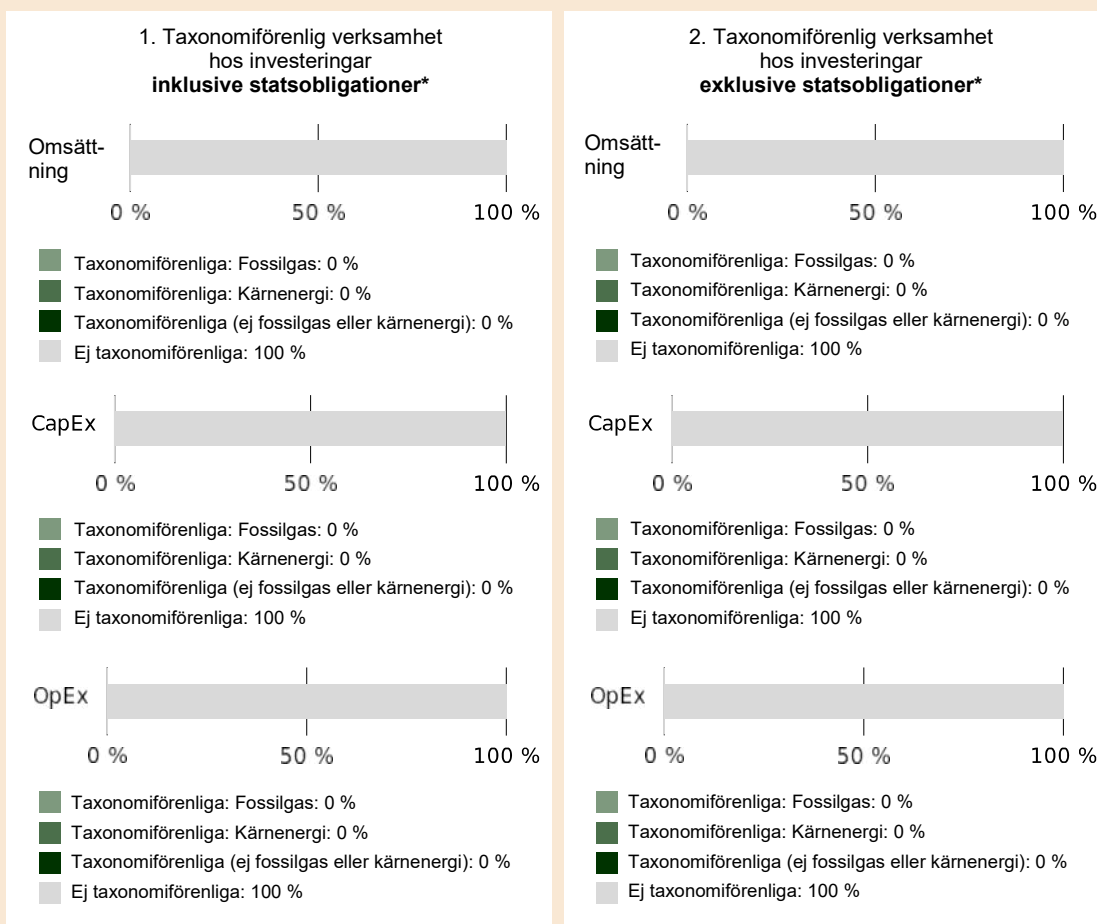 1. Taxonomiförenlig verksamhet
hos investeringar
inklusive statsobligationer*
Omsätt-
ning
0 % 50 % 100 %
Taxonomiförenliga: Fossilgas: 0 %
Taxonomiförenliga: Kärnenergi: 0 %
Taxonomiförenliga (ej fossilgas eller kärnenergi): 0 %
Ej taxonomiförenliga: 100 %
CapEx
0 % 50 % 100 %
Taxonomiförenliga: Fossilgas: 0 %
Taxonomiförenliga: Kärnenergi: 0 %
Taxonomiförenliga (ej fossilgas eller kärnenergi): 0 %
Ej taxonomiförenliga: 100 %
OpEx
0 % 50 % 100 %
Taxonomiförenliga: Fossilgas: 0 %
Taxonomiförenliga: Kärnenergi: 0 %
Taxonomiförenliga (ej fossilgas eller kärnenergi): 0 %
Ej taxonomiförenliga: 100 %
2. Taxonomiförenlig verksamhet
hos investeringar
exklusive statsobligationer*
Omsätt-
ning
0 % 50 % 100 %
Taxonomiförenliga: Fossilgas: 0 %
Taxonomiförenliga: Kärnenergi: 0 %
Taxonomiförenliga (ej fossilgas eller kärnenergi): 0 %
Ej taxonomiförenliga: 100 %
CapEx
0 % 50 % 100 %
Taxonomiförenliga: Fossilgas: 0 %
Taxonomiförenliga: Kärnenergi: 0 %
Taxonomiförenliga (ej fossilgas eller kärnenergi): 0 %
Ej taxonomiförenliga: 100 %
OpEx
0 % 50 % 100 %
Taxonomiförenliga: Fossilgas: 0 %
Taxonomiförenliga: Kärnenergi: 0 %
Taxonomiförenliga (ej fossilgas eller kärnenergi): 0 %
Ej taxonomiförenliga: 100 %